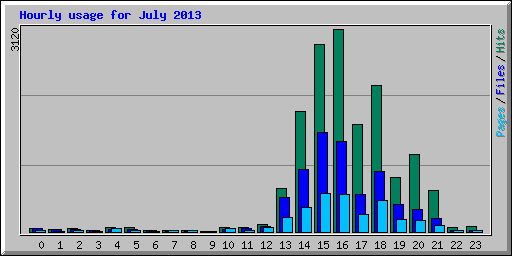 Hourly usage for July 2013
3120
Pages/Files/Hits
0 1 2 3 4 5 6 7 8 9 10 11 12 13 14 15 16 17 18 19 20 21 22 23